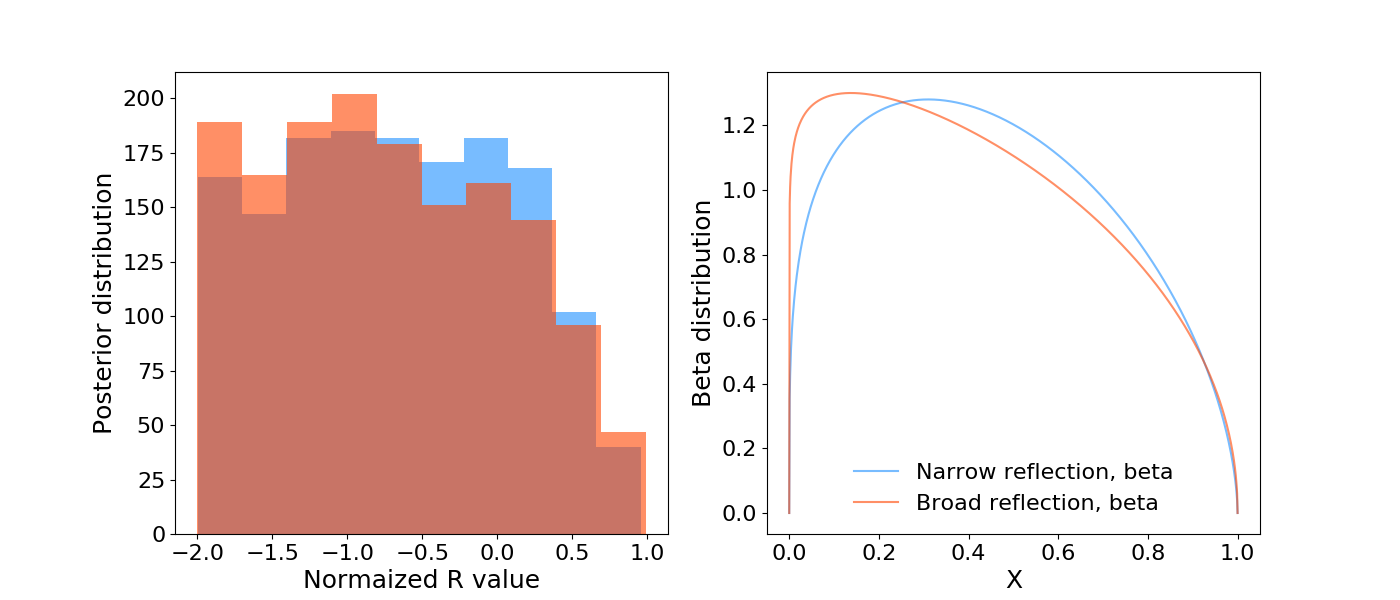 Posterior distribution
200
175
150
125
100
75
50
25
0
−2.0 −1.5 −1.0 −0.5 0.0 0.5 1.0
Normaized R value
Beta distribution
1.2
1.0
0.8
0.6
0.4
0.2
0.0
Narrow reflection, beta
Broad reflection, beta
0.0 0.2 0.4 0.6 0.8 1.0
X